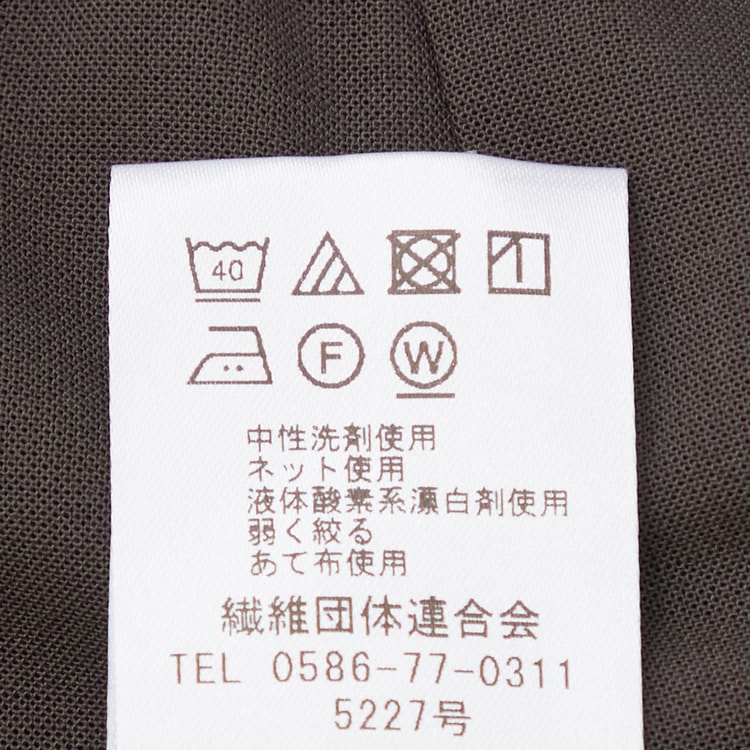 40
F W
中性洗剤使用
ネット使用
液体酸素系漂白剤使用
弱く絞る
あて布使用
繊維団体連合会
TEL 0586-77-0311
5227号